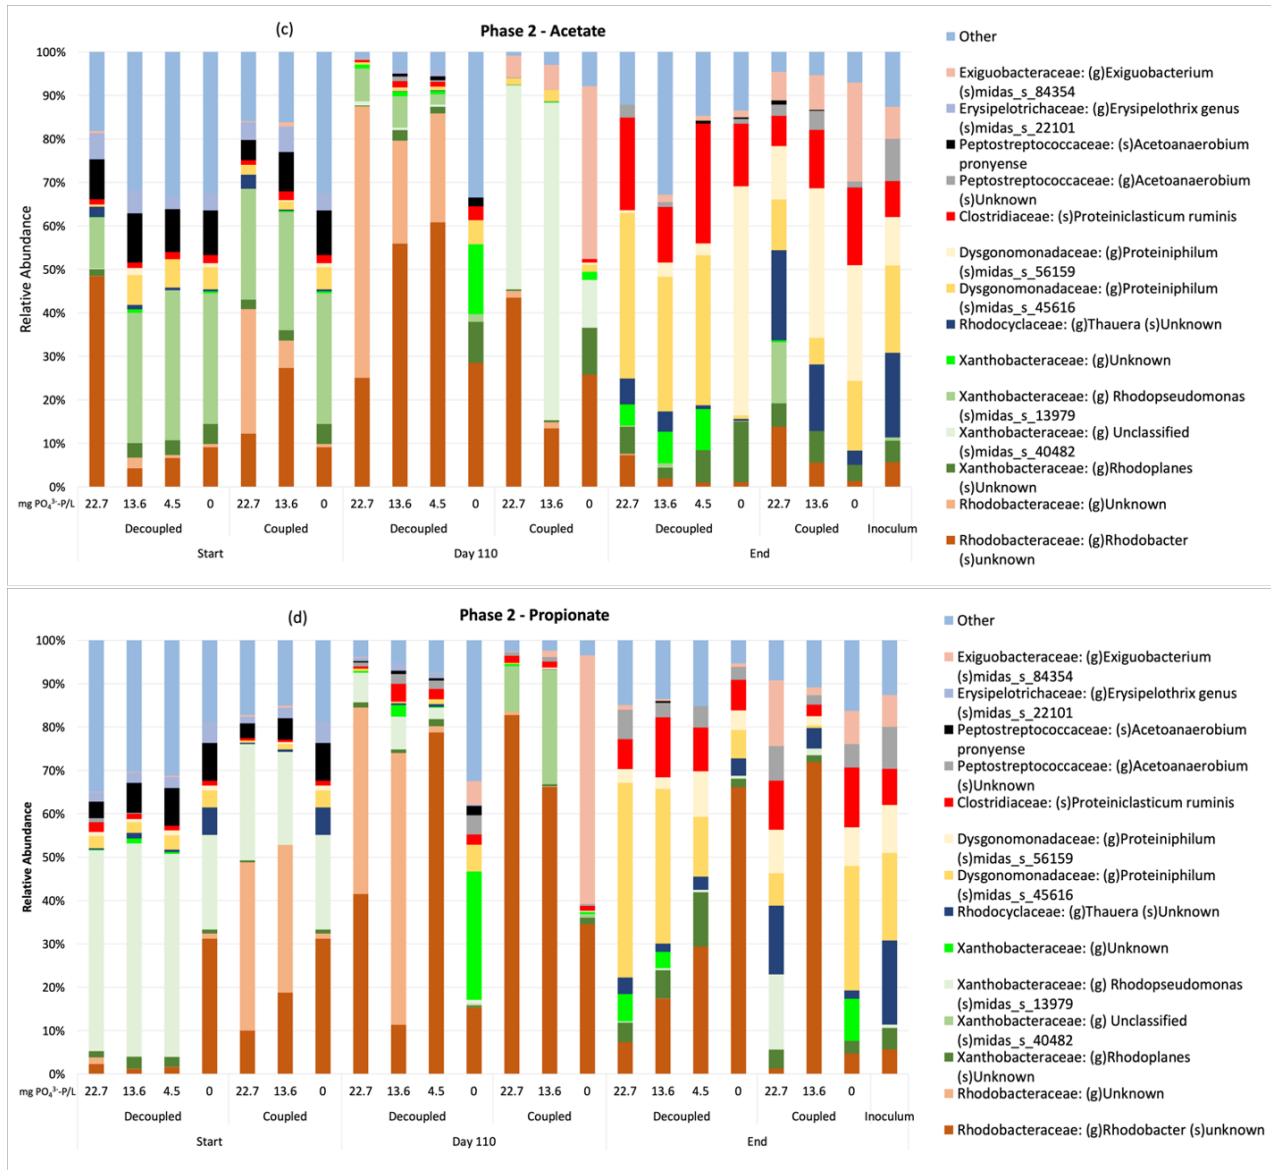 (c)
Phase 2 - Acetate
Relative Abundance
100%
90%
80%
70%
60%
50%
40%
30%
20%
10%
0%
mg PO₄³⁻-P/L 22.7 13.6 4.5 0 22.7 13.6 0 22.7 13.6 4.5 0 22.7 13.6 0 22.7 13.6 4.5 0 22.7 13.6 0
Decoupled Coupled Decoupled Coupled Decoupled Coupled Inoculum
Start Day 110 End
Other
Exiguobacteraceae: (g)Exiguobacterium
(s)midas_s_84354
Erysipelotrichaceae: (g)Erysipelothrix genus
(s)midas_s_22101
Peptostreptococcaceae: (s)Acetoanaerobium
pronyense
Peptostreptococcaceae: (g)Acetoanaerobium
(s)Unknown
Clostridiaceae: (s)Proteiniclasticum ruminis
Dysgonomonadaceae: (g)Proteiniphilum
(s)midas_s_56159
Dysgonomonadaceae: (g)Proteiniphilum
(s)midas_s_45616
Rhodocyclaceae: (g)Thauera (s)Unknown
Xanthobacteraceae: (g)Unknown
Xanthobacteraceae: (g) Rhodopseudomonas
(s)midas_s_13979
Xanthobacteraceae: (g) Unclassified
(s)midas_s_40482
Xanthobacteraceae: (g)Rhodoplanes
(s)Unknown
Rhodobacteraceae: (g)Unknown
Rhodobacteraceae: (g)Rhodobacter
(s)unknown
(d)
Phase 2 - Propionate
Relative Abundance
100%
90%
80%
70%
60%
50%
40%
30%
20%
10%
0%
mg PO₄³⁻-P/L 22.7 13.6 4.5 0 22.7 13.6 0 22.7 13.6 4.5 0 22.7 13.6 0 22.7 13.6 4.5 0 22.7 13.6 0
Decoupled Coupled Decoupled Coupled Decoupled Coupled Inoculum
Start Day 110 End
Other
Exiguobacteraceae: (g)Exiguobacterium
(s)midas_s_84354
Erysipelotrichaceae: (g)Erysipelothrix genus
(s)midas_s_22101
Peptostreptococcaceae: (s)Acetoanaerobium
pronyense
Peptostreptococcaceae: (g)Acetoanaerobium
(s)Unknown
Clostridiaceae: (s)Proteiniclasticum ruminis
Dysgonomonadaceae: (g)Proteiniphilum
(s)midas_s_56159
Dysgonomonadaceae: (g)Proteiniphilum
(s)midas_s_45616
Rhodocyclaceae: (g)Thauera (s)Unknown
Xanthobacteraceae: (g)Unknown
Xanthobacteraceae: (g) Rhodopseudomonas
(s)midas_s_13979
Xanthobacteraceae: (g) Unclassified
(s)midas_s_40482
Xanthobacteraceae: (g)Rhodoplanes
(s)Unknown
Rhodobacteraceae: (g)Unknown
Rhodobacteraceae: (g)Rhodobacter (s)unknown